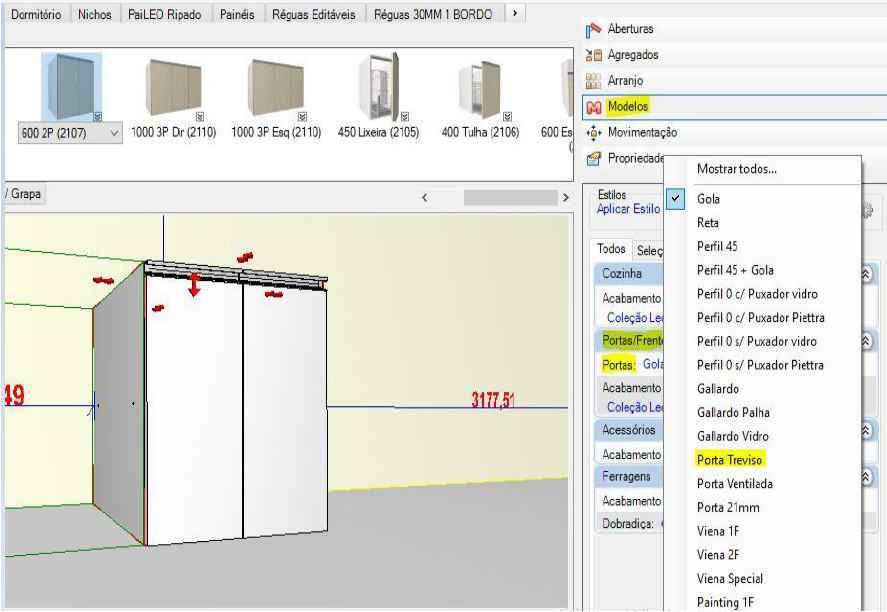 Dormitório Nichos PaiLEO Ripado Painéis Réguas Editáveis Réguas 30MM 1 BORDO
600 2P (2107) 1000 3P Dir (2110) 1000 3P Esq (2110) 450 Lixeira (2105) 400 Tulha (2106) 600 Es
/ Grapa
49
3177,51
Aberturas
Agregados
Arranjo
Modelos
Movimentação
Propriedade
Estilos
Aplicar Estilo
Todos Seleç
Cozinha
Acabamento
Coleção Leo
Portas/Frente
Portas: Gola
Acabamento
Coleção Leo
Acessórios
Acabamento
Ferragens
Acabamento
Dobradiça:
Mostrar todos...
Gola
Reta
Perfil 45
Perfil 45 + Gola
Perfil 0 c/ Puxador vidro
Perfil 0 c/ Puxador Piettra
Perfil 0 s/ Puxador vidro
Perfil 0 s/ Puxador Piettra
Gallardo
Gallardo Palha
Gallardo Vidro
Porta Treviso
Porta Ventilada
Porta 21mm
Viena 1F
Viena 2F
Viena Special
Painting 1F